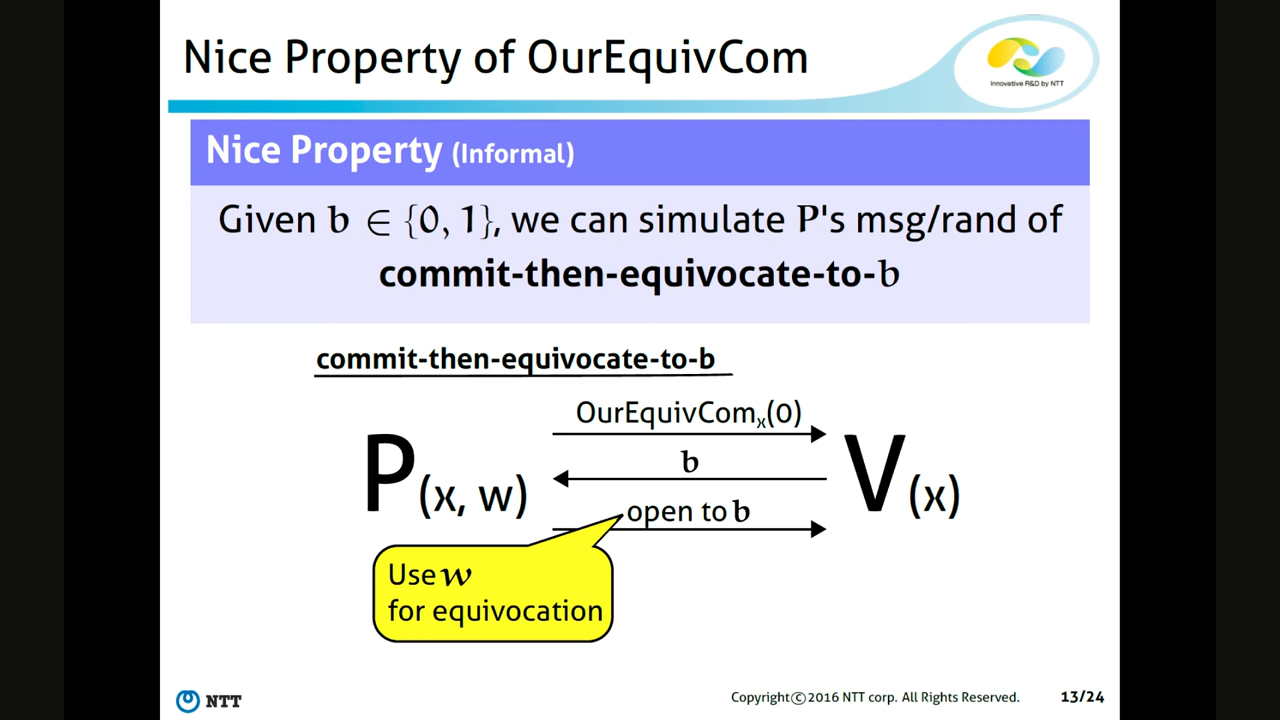 Nice Property of OurEquivCom
Innovative R&D by NTT
Nice Property (Informal)
Given b ∈ {0, 1}, we can simulate P's msg/rand of
commit-then-equivocate-to-b
commit-then-equivocate-to-b
OurEquivComₓ(0)
b
P(x, w)
V(x)
open to b
Use w
for equivocation
NTT
Copyright©2016 NTT corp. All Rights Reserved.
13/24